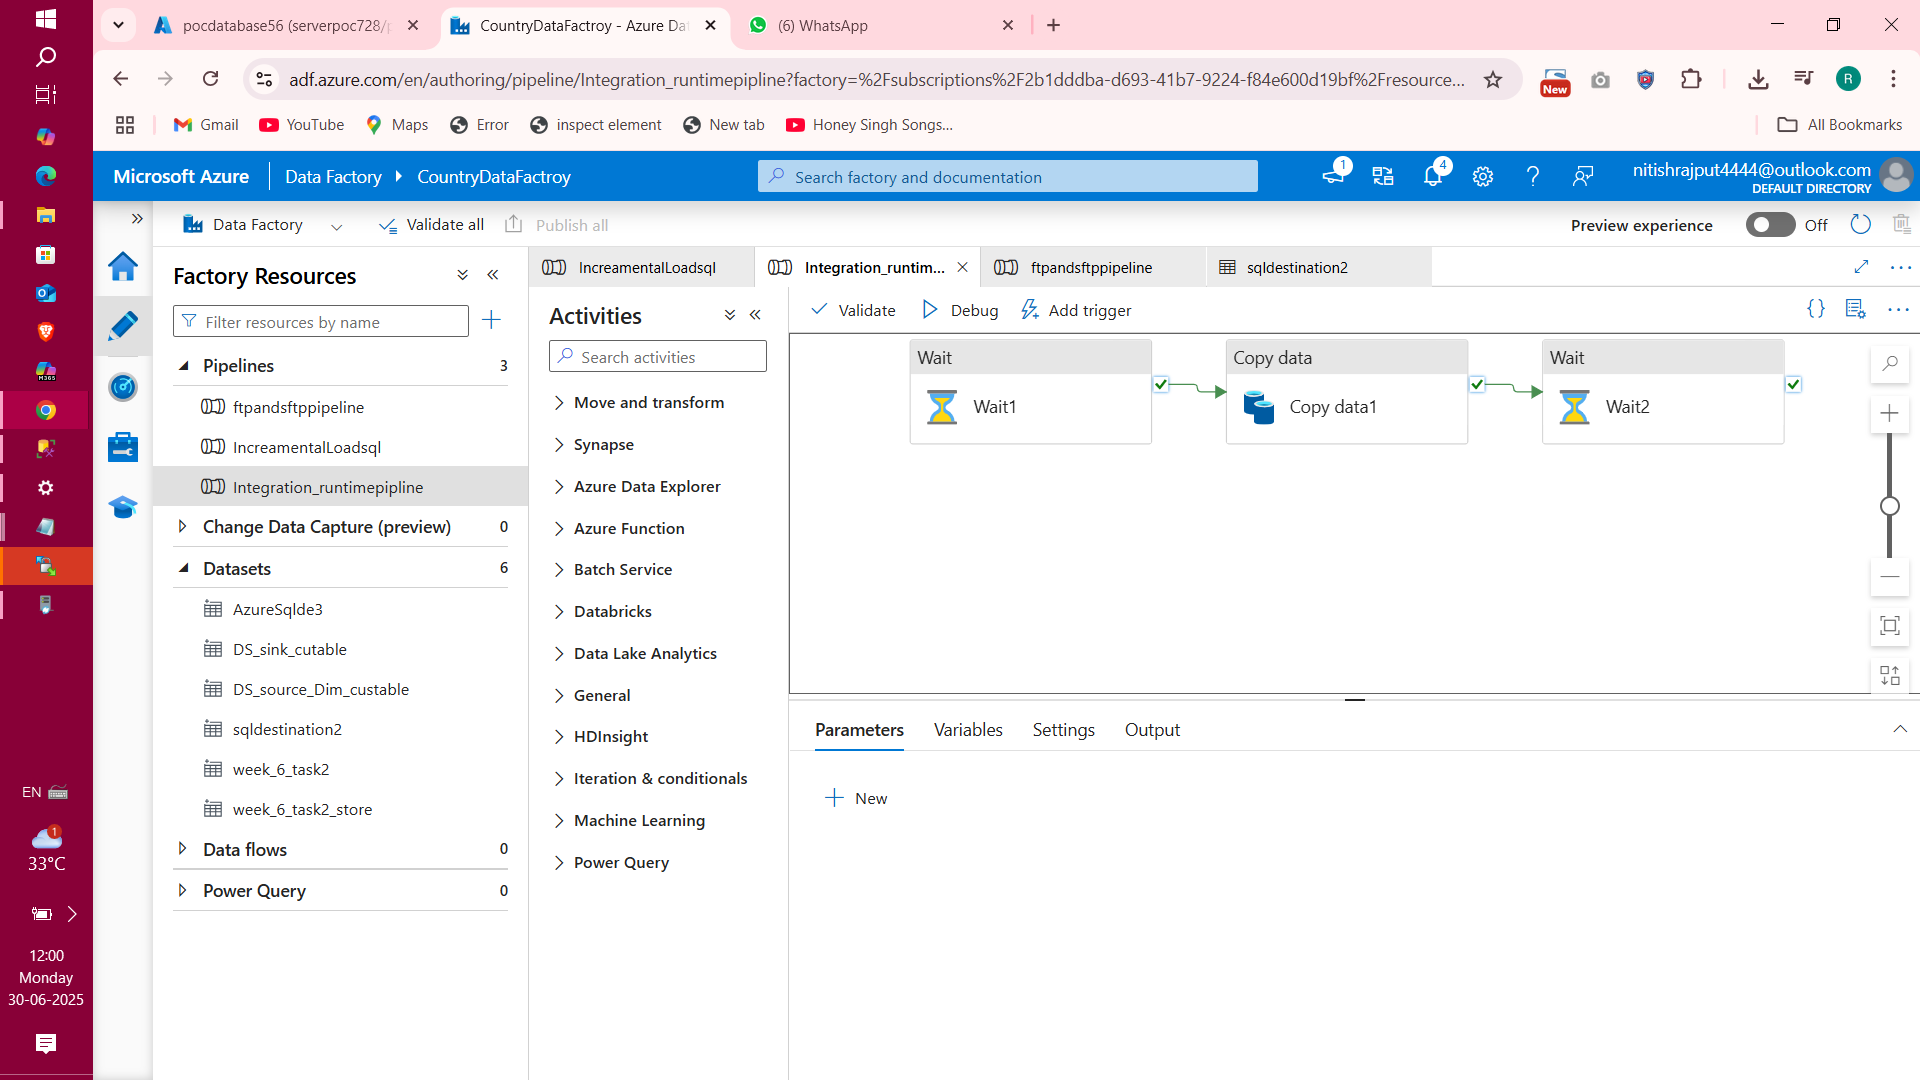 pocdatabase56 (serverpoc728/p
CountryDataFactroy - Azure Dat
(6) WhatsApp
adf.azure.com/en/authoring/pipeline/Integration_runtimepipline?factory=%2Fsubscriptions%2F2b1dddba-d693-41b7-9224-f84e600d19bf%2Fresource...
New
R
Gmail
YouTube
Maps
Error
inspect element
New tab
Honey Singh Songs...
All Bookmarks
Microsoft Azure
Data Factory
CountryDataFactroy
Search factory and documentation
1
4
nitishrajput4444@outlook.com
DEFAULT DIRECTORY
Data Factory
Validate all
Publish all
Preview experience
Off
Factory Resources
Filter resources by name
Pipelines 3
ftpandsftppipeline
IncreamentalLoadsql
Integration_runtimepipline
Change Data Capture (preview) 0
Datasets 6
AzureSqlde3
DS_sink_cutable
DS_source_Dim_custable
sqldestination2
week_6_task2
week_6_task2_store
Data flows 0
Power Query 0
IncreamentalLoadsql
Integration_runtim...
ftpandsftppipeline
sqldestination2
Activities
Search activities
Move and transform
Synapse
Azure Data Explorer
Azure Function
Batch Service
Databricks
Data Lake Analytics
General
HDInsight
Iteration & conditionals
Machine Learning
Power Query
Validate
Debug
Add trigger
{}
Wait
Wait1
Copy data
Copy data1
Wait
Wait2
Parameters
Variables
Settings
Output
New
M365
EN
1
33°C
12:00
Monday
30-06-2025